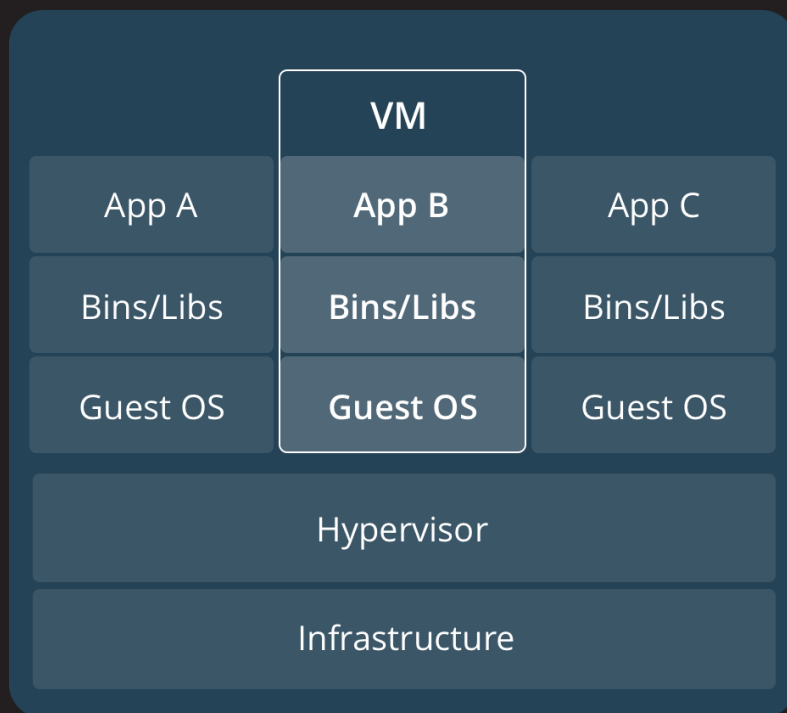 VM
App A
App B
App C
Bins/Libs
Bins/Libs
Bins/Libs
Guest OS
Guest OS
Guest OS
Hypervisor
Infrastructure